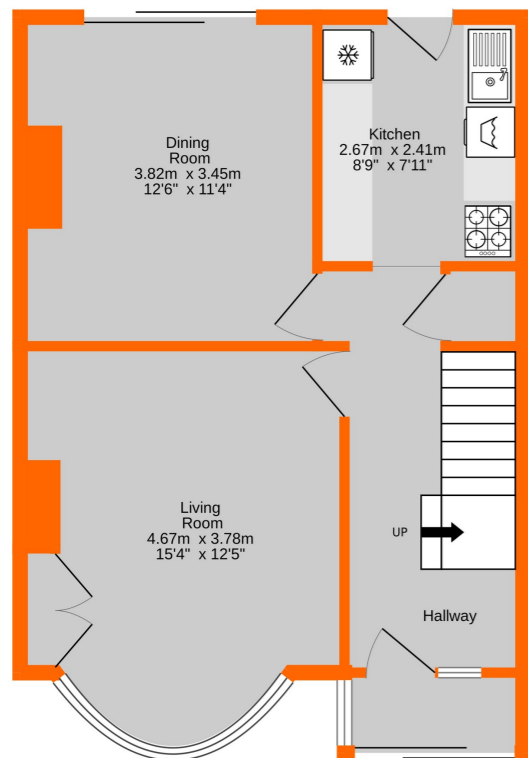 Dining
Room
3.82m x 3.45m
12'6" x 11'4"
Kitchen
2.67m x 2.41m
8'9" x 7'11"
Living
Room
4.67m x 3.78m
15'4" x 12'5"
UP
Hallway